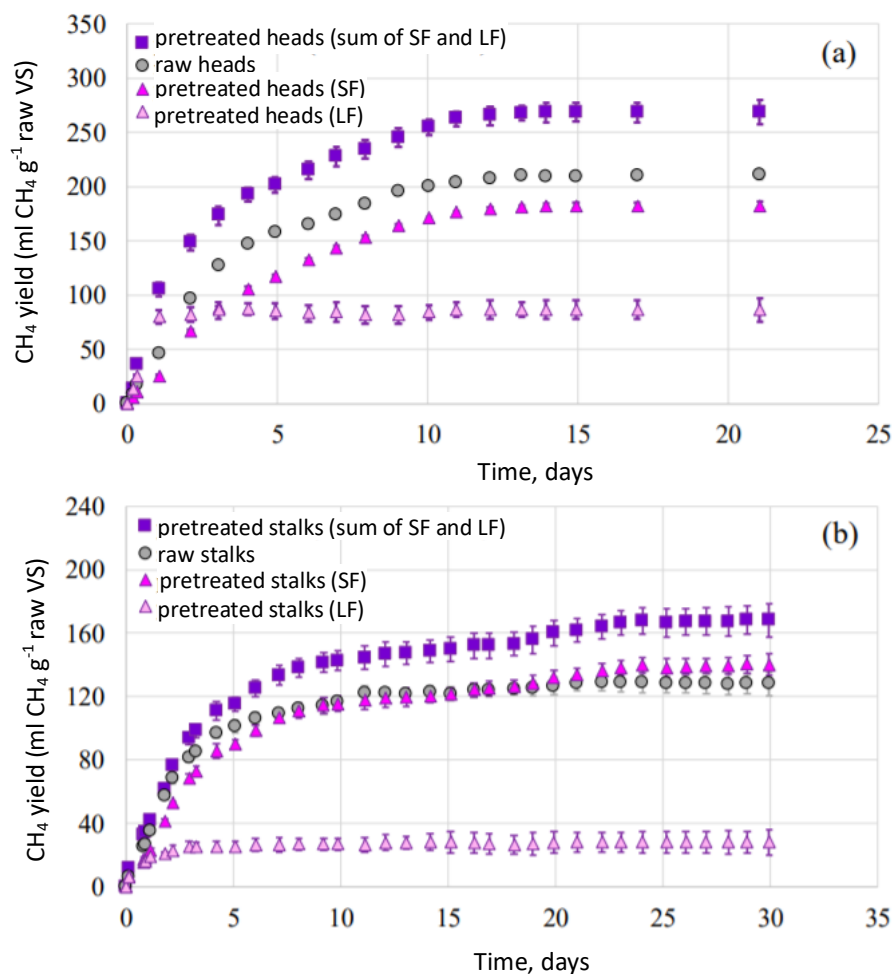 350
300
250
200
150
100
50
0
CH₄ yield (ml CH₄ g⁻¹ raw VS)
pretreated heads (sum of SF and LF)
raw heads
pretreated heads (SF)
pretreated heads (LF)
(a)
0 5 10 15 20 25
Time, days
240
200
160
120
80
40
0
CH₄ yield (ml CH₄ g⁻¹ raw VS)
pretreated stalks (sum of SF and LF)
raw stalks
pretreated stalks (SF)
pretreated stalks (LF)
(b)
0 5 10 15 20 25 30 35
Time, days